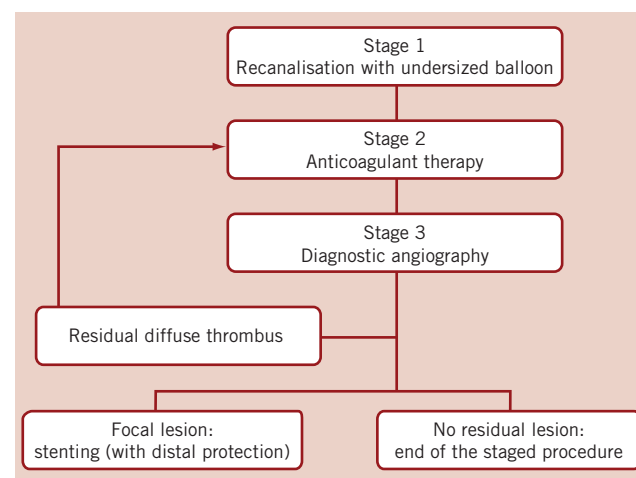 Stage 1
Recanalisation with undersized balloon
Stage 2
Anticoagulant therapy
Stage 3
Diagnostic angiography
Residual diffuse thrombus
Focal lesion:
stenting (with distal protection)
No residual lesion:
end of the staged procedure